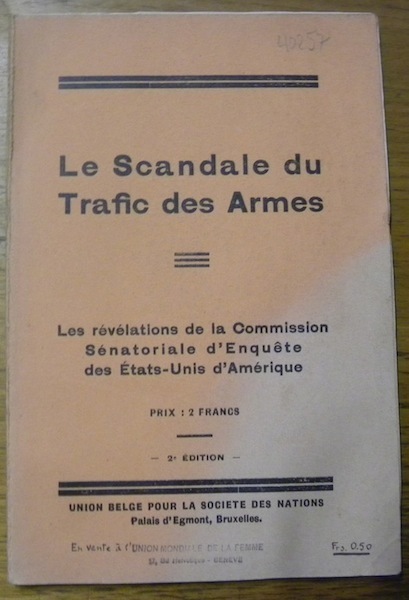 40257
Le Scandale du
Trafic des Armes
Les révélations de la Commission
Sénatoriale d'Enquête
des États-Unis d'Amérique
PRIX : 2 FRANCS
— 2e ÉDITION —
UNION BELGE POUR LA SOCIETE DES NATIONS
Palais d'Egmont, Bruxelles.
En vente à l'UNION MONDIALE DE LA FEMME
Frs. 0.50
17, - GENÈVE